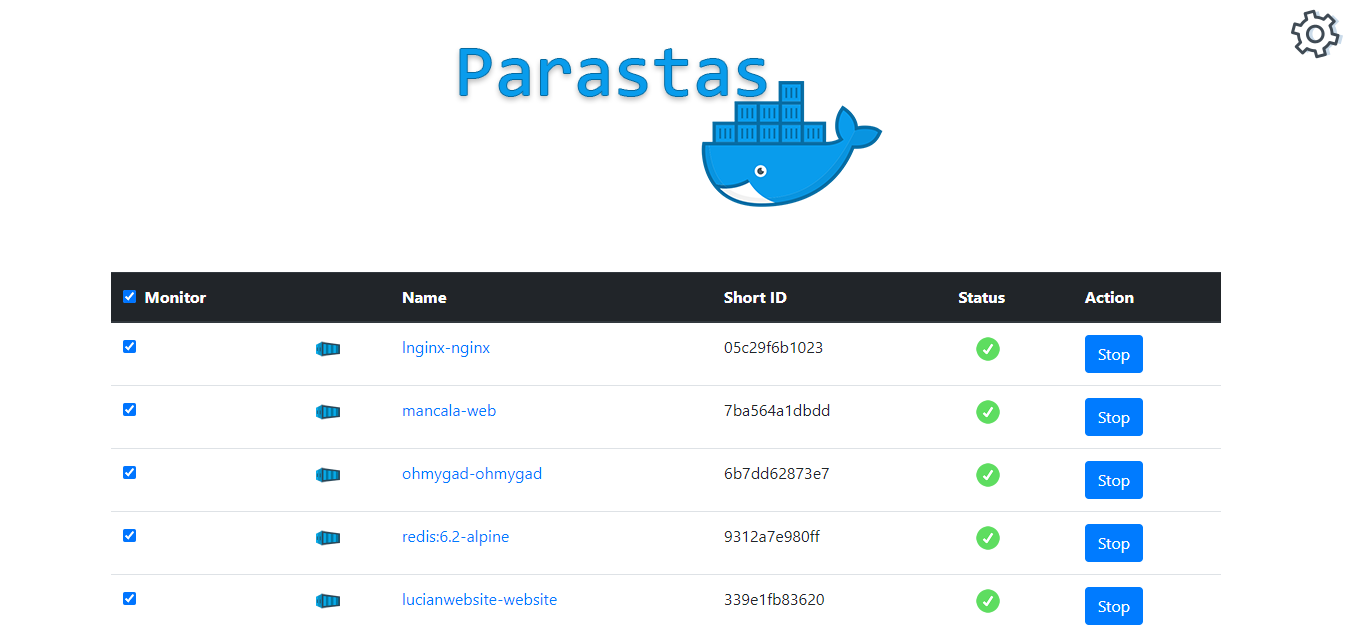 Parastas
Monitor Name Short ID Status Action
lnginx-nginx 05c29f6b1023 Stop
mancala-web 7ba564a1dbdd Stop
ohmygad-ohmygad 6b7dd62873e7 Stop
redis:6.2-alpine 9312a7e980ff Stop
lucianwebsite-website 339e1fb83620 Stop